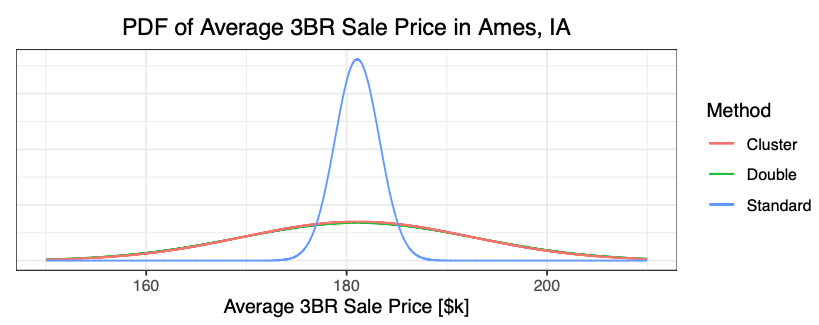 PDF of Average 3BR Sale Price in Ames, IA
Method
Cluster
Double
Standard
160 180 200
Average 3BR Sale Price [$k]